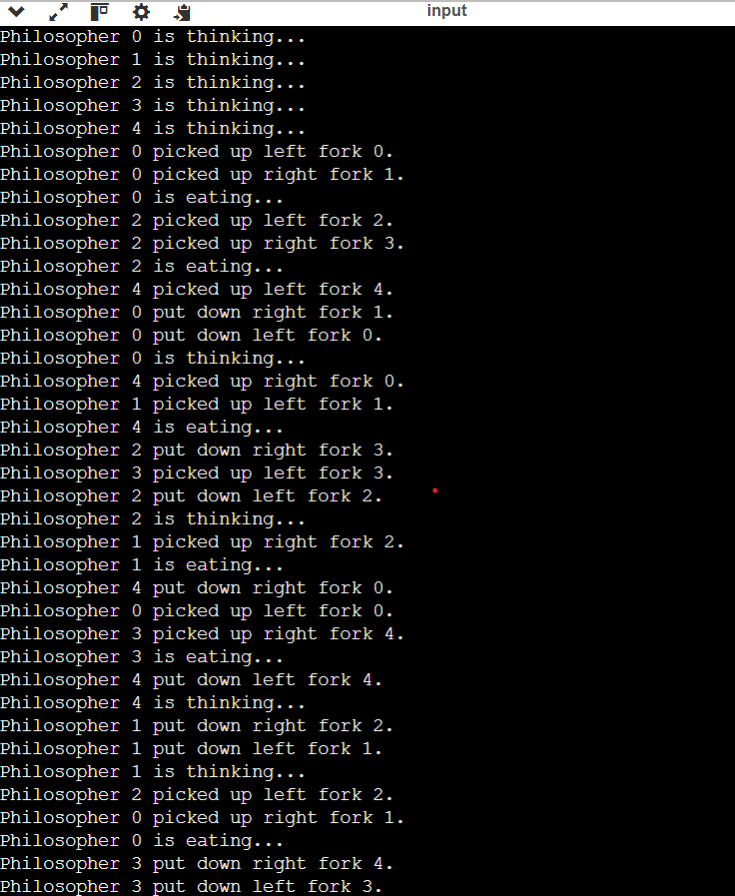 input
Philosopher 0 is thinking...
Philosopher 1 is thinking...
Philosopher 2 is thinking...
Philosopher 3 is thinking...
Philosopher 4 is thinking...
Philosopher 0 picked up left fork 0.
Philosopher 0 picked up right fork 1.
Philosopher 0 is eating...
Philosopher 2 picked up left fork 2.
Philosopher 2 picked up right fork 3.
Philosopher 2 is eating...
Philosopher 4 picked up left fork 4.
Philosopher 0 put down right fork 1.
Philosopher 0 put down left fork 0.
Philosopher 0 is thinking...
Philosopher 4 picked up right fork 0.
Philosopher 1 picked up left fork 1.
Philosopher 4 is eating...
Philosopher 2 put down right fork 3.
Philosopher 3 picked up left fork 3.
Philosopher 2 put down left fork 2.
Philosopher 2 is thinking...
Philosopher 1 picked up right fork 2.
Philosopher 1 is eating...
Philosopher 4 put down right fork 0.
Philosopher 0 picked up left fork 0.
Philosopher 3 picked up right fork 4.
Philosopher 3 is eating...
Philosopher 4 put down left fork 4.
Philosopher 4 is thinking...
Philosopher 1 put down right fork 2.
Philosopher 1 put down left fork 1.
Philosopher 1 is thinking...
Philosopher 2 picked up left fork 2.
Philosopher 0 picked up right fork 1.
Philosopher 0 is eating...
Philosopher 3 put down right fork 4.
Philosopher 3 put down left fork 3.